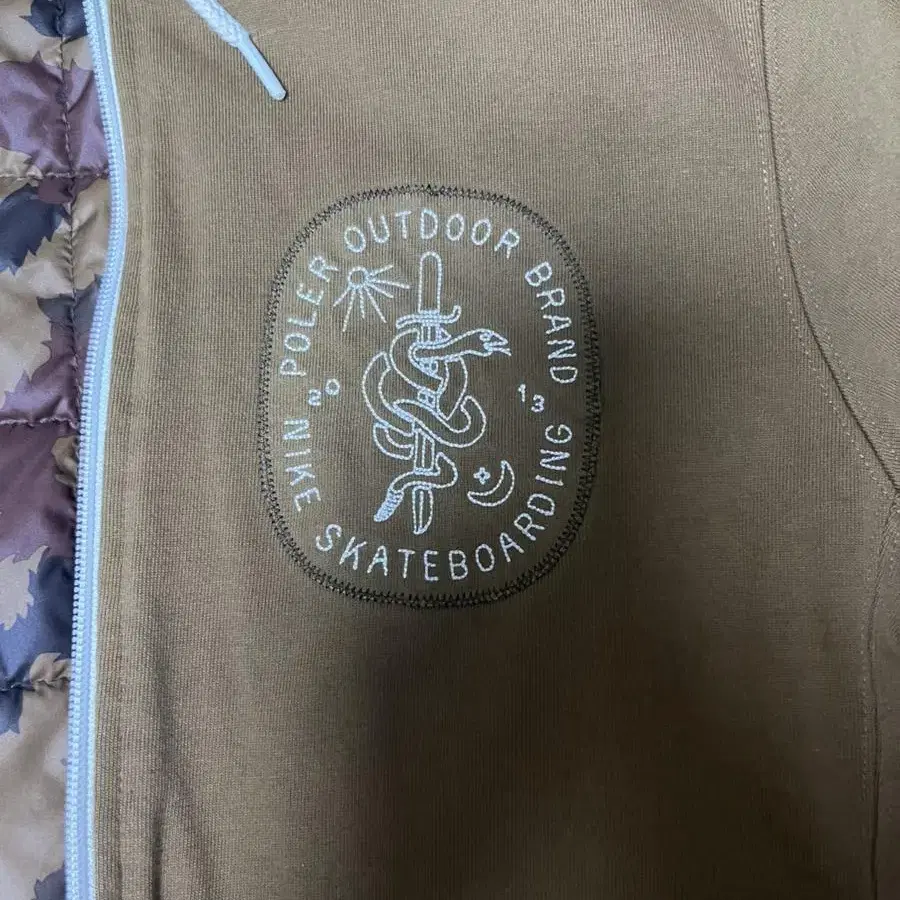 POLER OUTDOOR BRAND
20 13
NIKE SKATEBOARDING